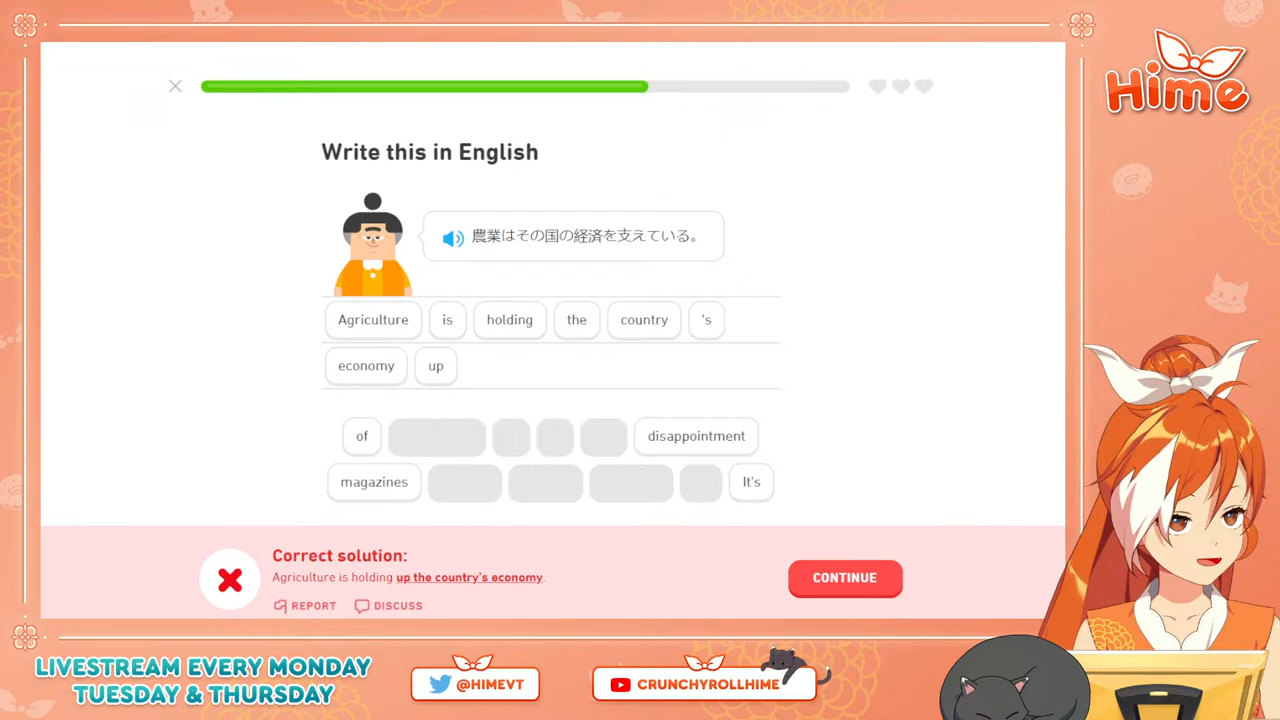 Hime
Write this in English
農業はその国の経済を支えている。
Agriculture is holding the country 's
economy up
of disappointment
magazines It's
Correct solution:
Agriculture is holding up the country's economy.
REPORT DISCUSS
CONTINUE
LIVESTREAM EVERY MONDAY
TUESDAY & THURSDAY
@HIMEVT
CRUNCHYROLLHIME